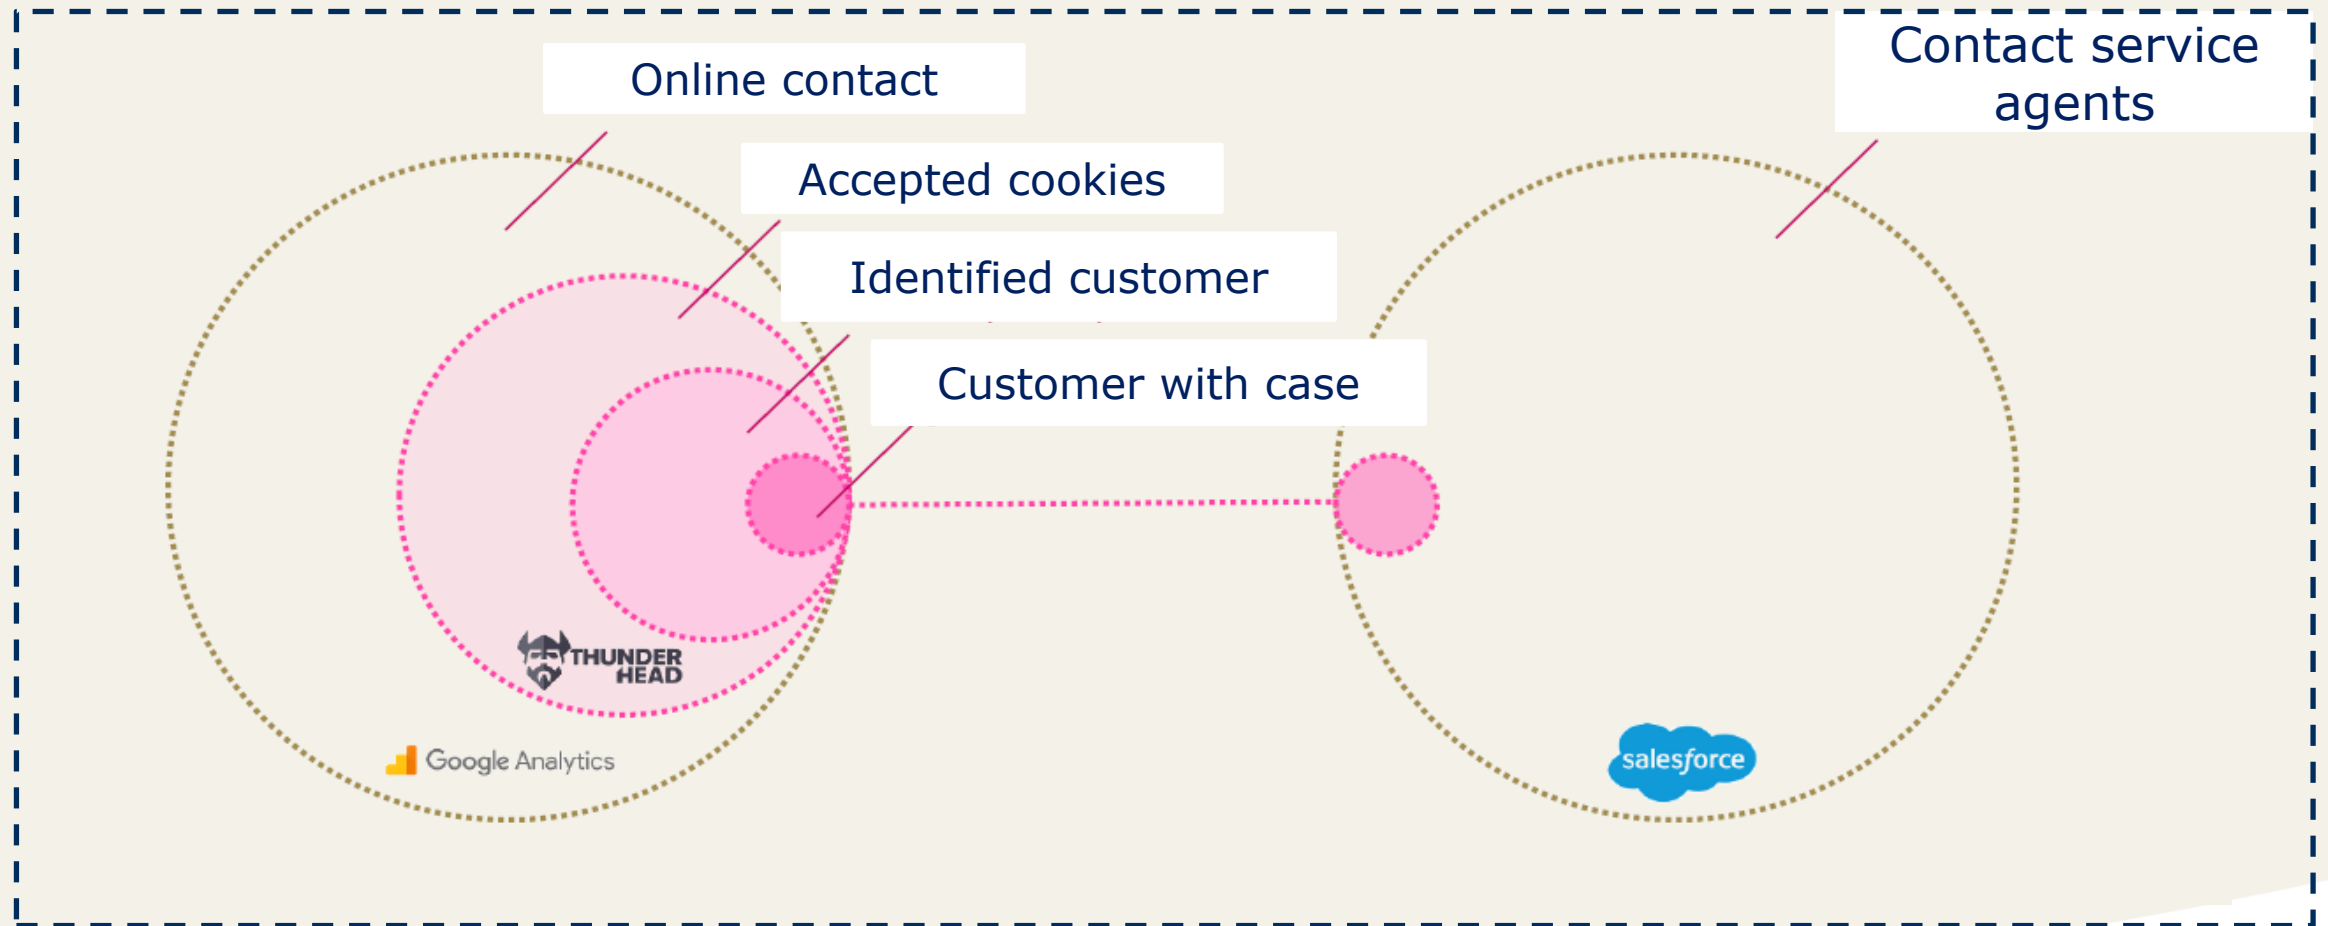 Online contact
Contact service
agents
Accepted cookies
Identified customer
Customer with case
THUNDER
HEAD
Google Analytics
salesforce